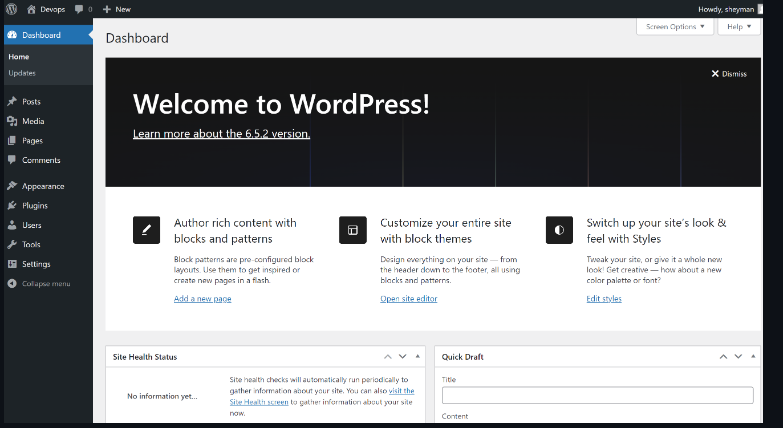 Devops 0 New Howdy, sheyman
Screen Options Help
Dashboard
Home
Updates
Posts
Media
Pages
Comments
Appearance
Plugins
Users
Tools
Settings
Collapse menu
Dashboard
Dismiss
Welcome to WordPress!
Learn more about the 6.5.2 version.
Author rich content with
blocks and patterns
Block patterns are pre-configured block
layouts. Use them to get inspired or
create new pages in a flash.
Add a new page
Customize your entire site
with block themes
Design everything on your site — from
the header down to the footer, all using
blocks and patterns.
Open site editor
Switch up your site's look &
feel with Styles
Tweak your site, or give it a whole new
look! Get creative — how about a new
color palette or font?
Edit styles
Site Health Status
No information yet...
Site health checks will automatically run periodically to
gather information about your site. You can also visit the
Site Health screen to gather information about your site
now.
Quick Draft
Title
Content